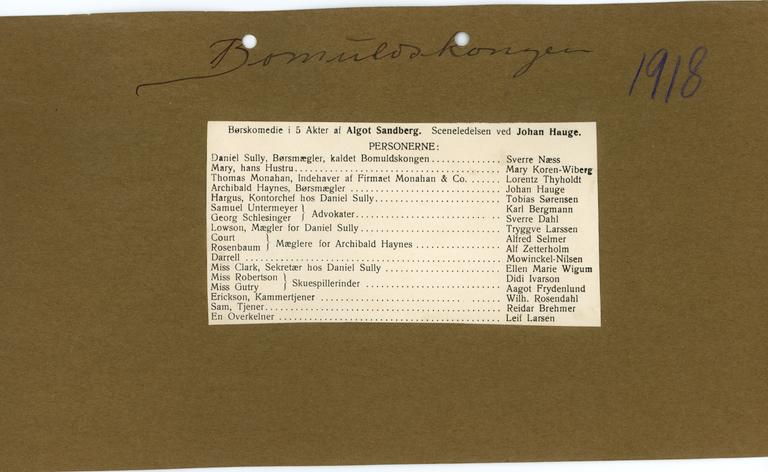 Bomuldskongen
1918
Børskomedie i 5 Akter af Algot Sandberg. Sceneledelsen ved Johan Hauge.
PERSONERNE:
Daniel Sully, Børsmægler, kaldet Bomuldskongen .............. Sverre Næss
Mary, hans Hustru .............. Mary Koren-Wiberg
Thomas Monahan, Indehaver af Firmaet Monahan & Co. ....... Lorentz Thyholdt
Archibald Haynes, Børsmægler .............. Johan Hauge
Hargus, Kontorchef hos Daniel Sully .............. Tobias Sørensen
Samuel Untermeyer } Advokater .............. Karl Bergmann
Georg Schlesinger } Sverre Dahl
Lowson, Mægler for Daniel Sully .............. Tryggve Larssen
Court } Mæglere for Archibald Haynes .............. Alfred Selmer
Rosenbaum } Alf Zetterholm
Darrell .............. Mowinckel-Nilsen
Miss Clark, Sekretær hos Daniel Sully .............. Ellen Marie Wigum
Miss Robertson } Skuespillerinder .............. Didi Ivarson
Miss Gutry } Aagot Frydenlund
Erickson, Kammertjener .............. Wilh. Rosendahl
Sam, Tjener .............. Reidar Brehmer
En Overkelner .............. Leif Larsen